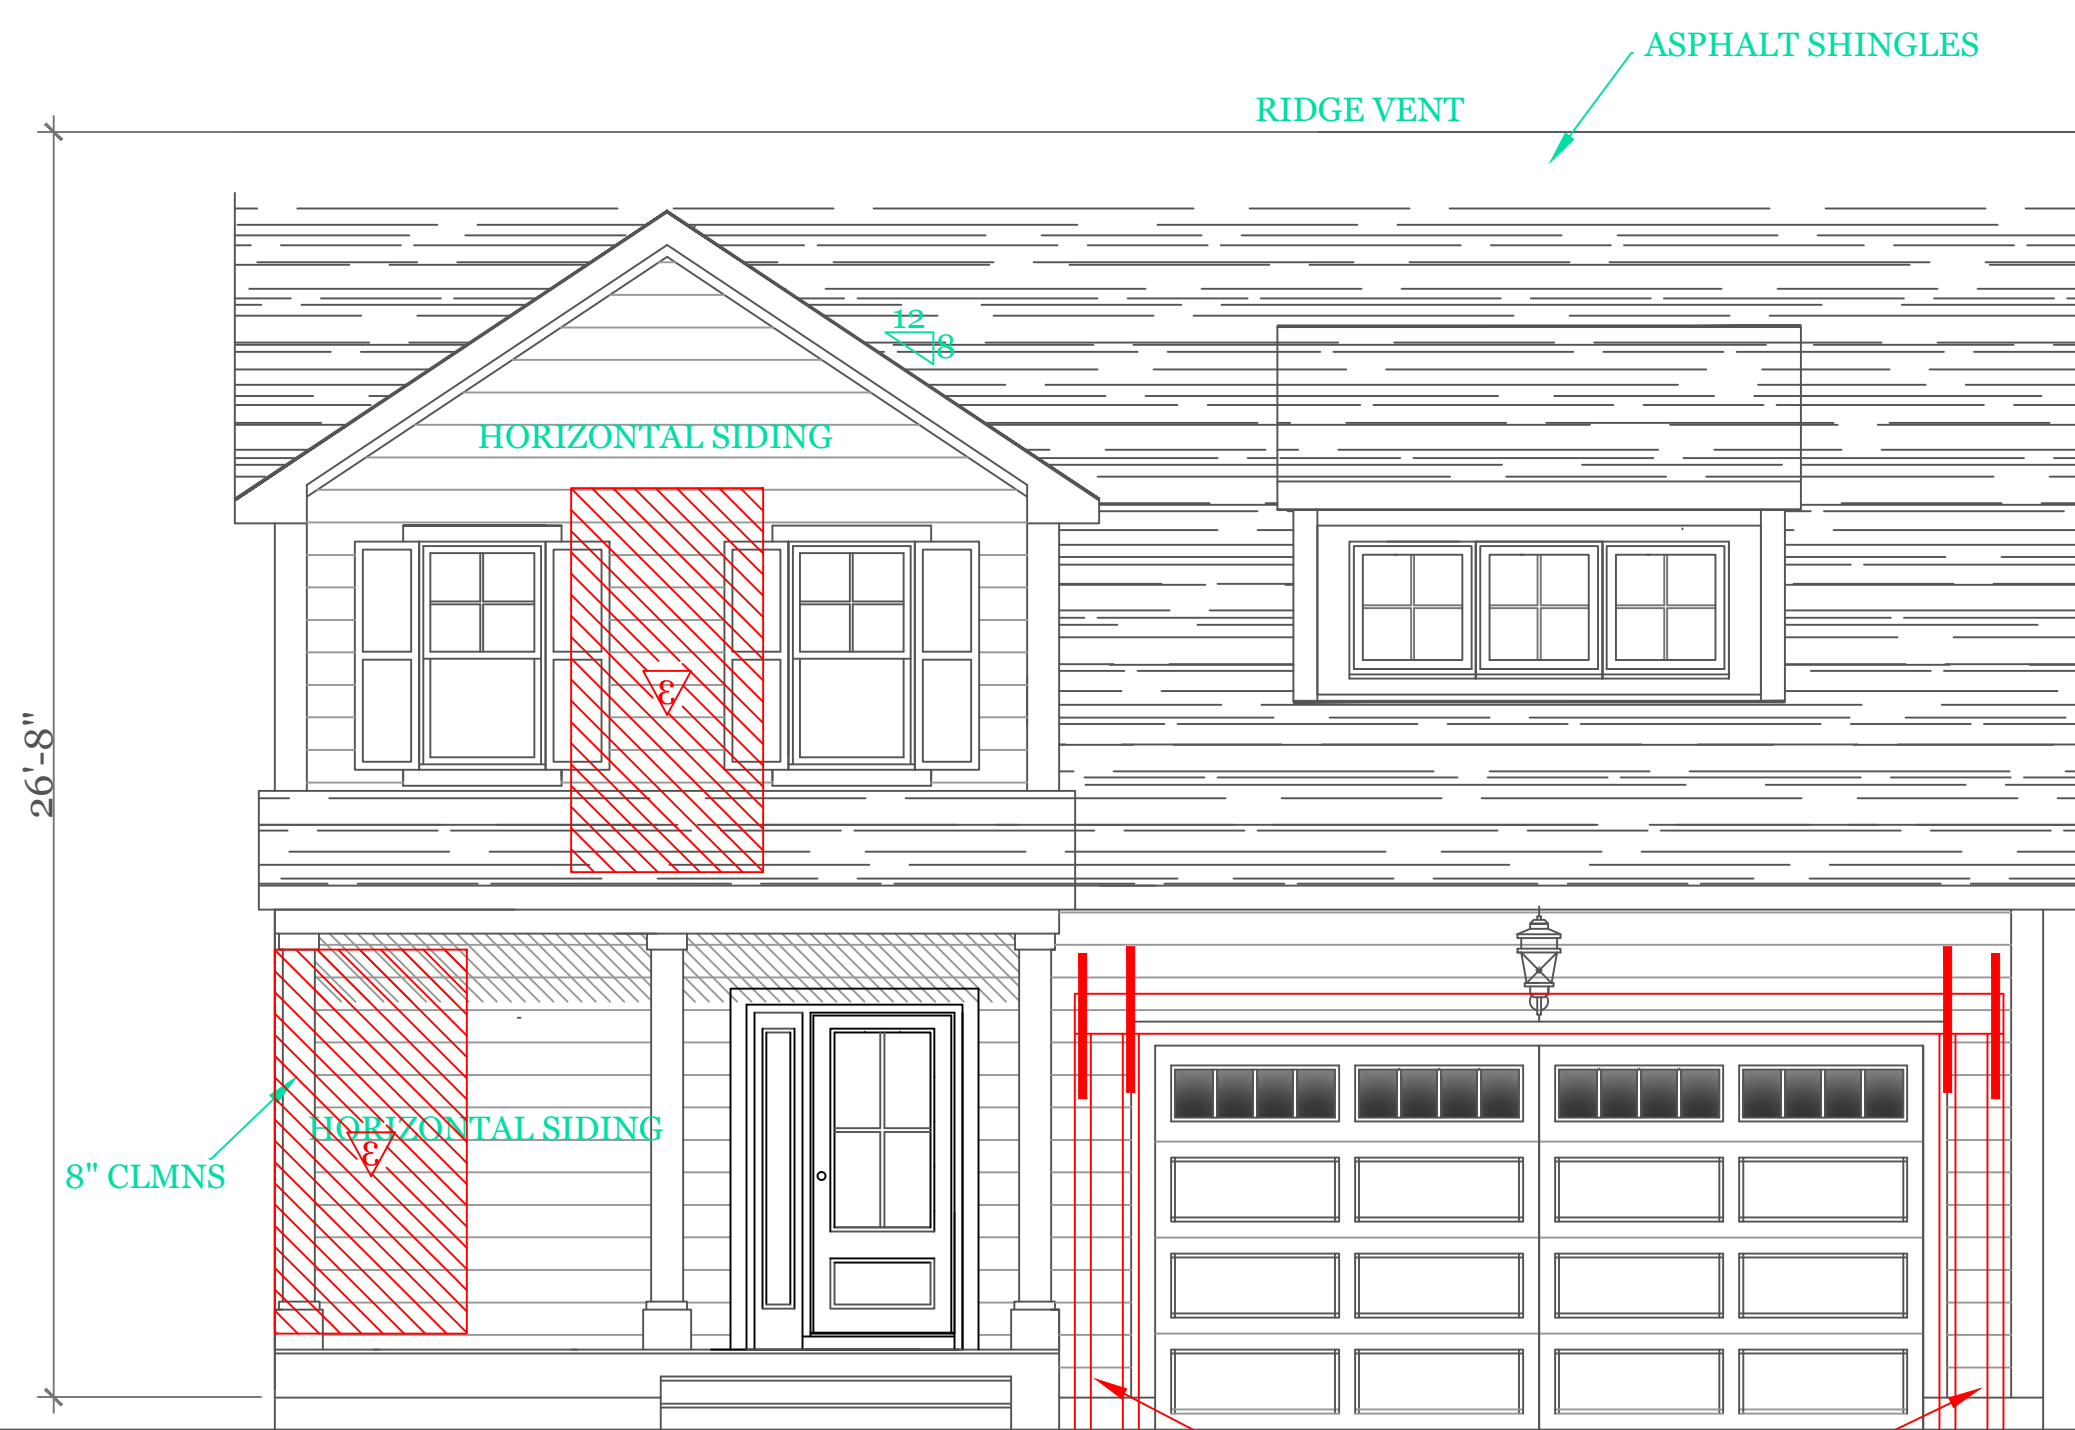 ASPHALT SHINGLES
RIDGE VENT
12
8
HORIZONTAL SIDING
3
26'-8"
HORIZONTAL SIDING
3
8" CLMNS